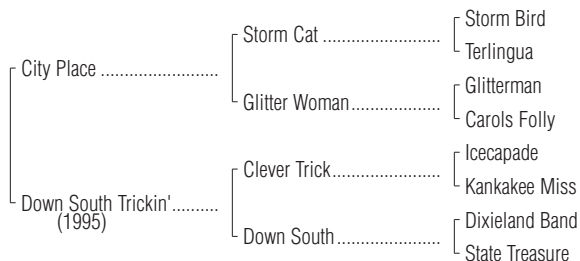 Storm Bird
Storm Cat ........................
Terlingua
City Place ........................
Glitterman
Glitter Woman..................
Carols Folly
Icecapade
Clever Trick......................
Kankakee Miss
Down South Trickin'..........
(1995)
Dixieland Band
Down South .....................
State Treasure